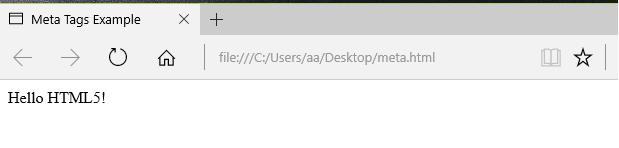 Meta Tags Example
file:///C:/Users/aa/Desktop/meta.html
Hello HTML5!